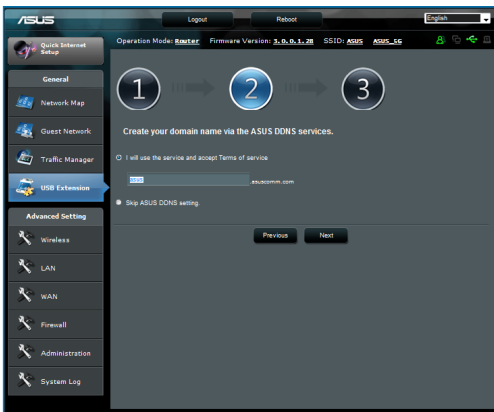 ASUS
Logout
Reboot
English
Quick Internet Setup
Operation Mode: Router Firmware Version: 3.0.0.1.28 SSID: ASUS ASUS_5G
General
Network Map
Guest Network
Traffic Manager
USB Extension
Advanced Setting
Wireless
LAN
WAN
Firewall
Administration
System Log
1
2
3
Create your domain name via the ASUS DDNS services.
I will use the service and accept Terms of service
.asuscomm.com
Skip ASUS DDNS setting.
Previous
Next